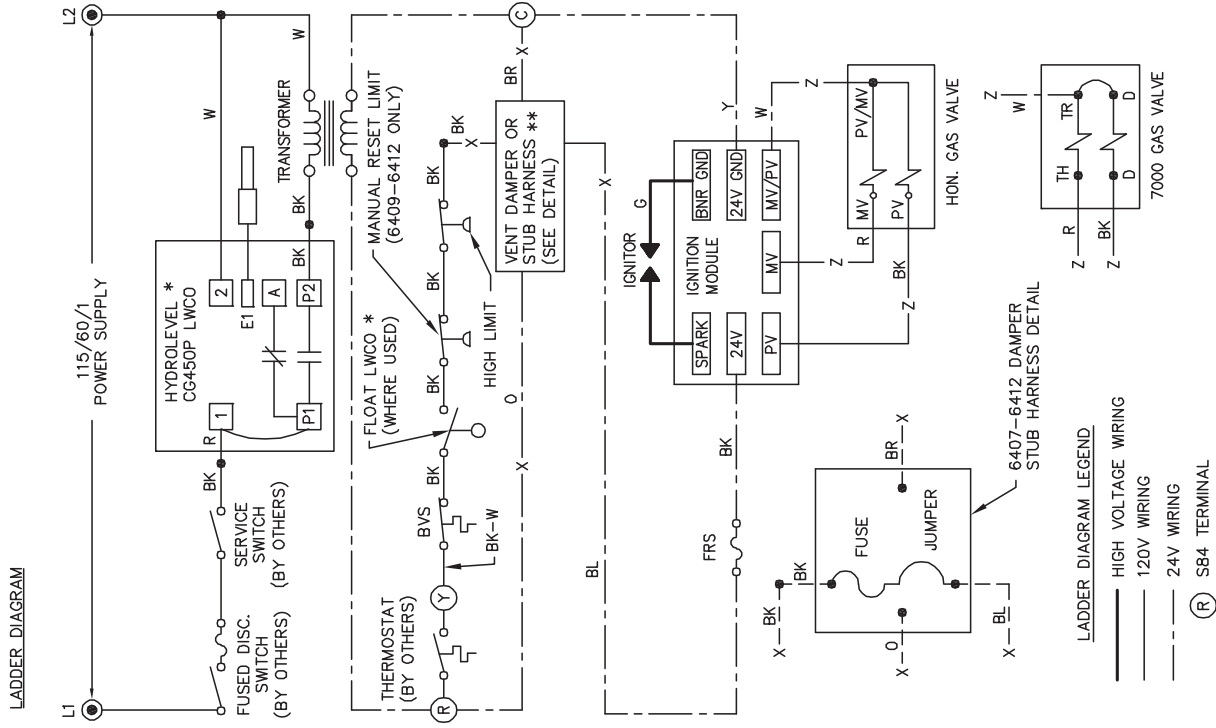 LADDER DIAGRAM
L1
L2
115/60/1
POWER SUPPLY
FUSED DISC.
SWITCH
(BY OTHERS)
SERVICE
SWITCH
(BY OTHERS)
BK
R
HYDROLEVEL *
CG450P LWCO
1
2
E1
A
P1
P2
W
BK
BK
W
TRANSFORMER
THERMOSTAT
(BY OTHERS)
R
Y
BK-W
BVS
BK
FLOAT LWCO *
(WHERE USED)
BK
MANUAL RESET LIMIT
(6409-6412 ONLY)
BK
HIGH LIMIT
BK
BK
X
VENT DAMPER OR
STUB HARNESS **
(SEE DETAIL)
BR
X
C
X
O
BL
X
FRS
BK
IGNITOR
G
SPARK
BNR GND
24V
IGNITION
MODULE
24V GND
PV
MV
MV/PV
Y
W
Z
Z
R
Z
BK
Z
MV
PV
PV/MV
HON. GAS VALVE
Z
W
TH
TR
R
Z
BK
Z
D
D
7000 GAS VALVE
X
BK
BK
FUSE
JUMPER
X
O
BR
X
BL
X
6407-6412 DAMPER
STUB HARNESS DETAIL
LADDER DIAGRAM LEGEND
HIGH VOLTAGE WIRING
120V WIRING
24V WIRING
R S84 TERMINAL